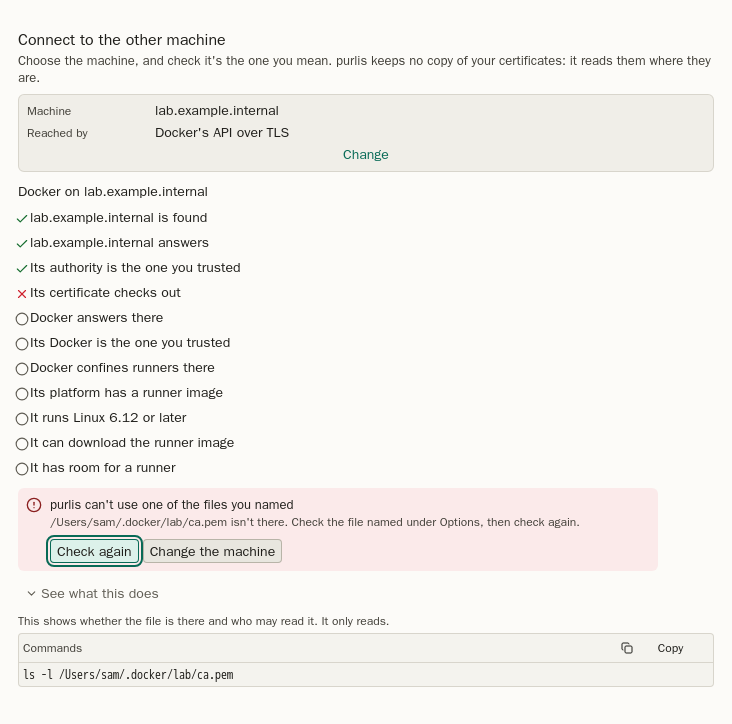 Connect to the other machine
Choose the machine, and check it's the one you mean. purlis keeps no copy of your certificates: it reads them where they
are.
Machine lab.example.internal
Reached by Docker's API over TLS
Change
Docker on lab.example.internal
lab.example.internal is found
lab.example.internal answers
Its authority is the one you trusted
Its certificate checks out
Docker answers there
Its Docker is the one you trusted
Docker confines runners there
Its platform has a runner image
It runs Linux 6.12 or later
It can download the runner image
It has room for a runner
purlis can't use one of the files you named
/Users/sam/.docker/lab/ca.pem isn't there. Check the file named under Options, then check again.
Check again Change the machine
See what this does
This shows whether the file is there and who may read it. It only reads.
Commands Copy
ls -l /Users/sam/.docker/lab/ca.pem